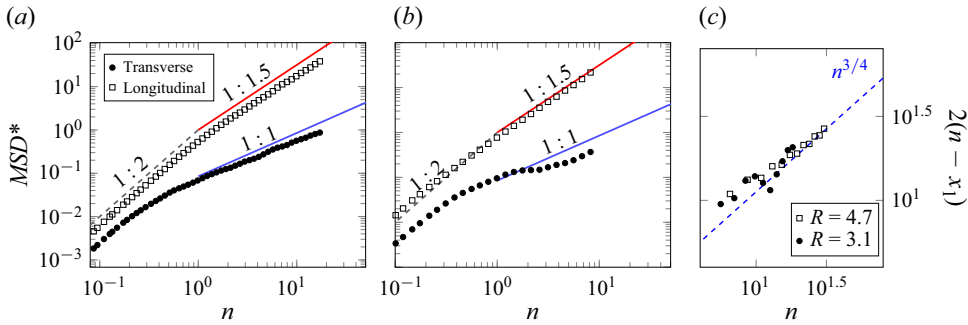 (a)
MSD*
10^2
10^1
10^0
10^-1
10^-2
10^-3
Transverse
Longitudinal
1 : 2
1 : 1.5
1 : 1
10^-1
10^0
10^1
n
(b)
1 : 2
1 : 1.5
1 : 1
10^-1
10^0
10^1
n
(c)
n^3/4
10^1.5
10^1
2(n − x_1)
R = 4.7
R = 3.1
10^1
10^1.5
n